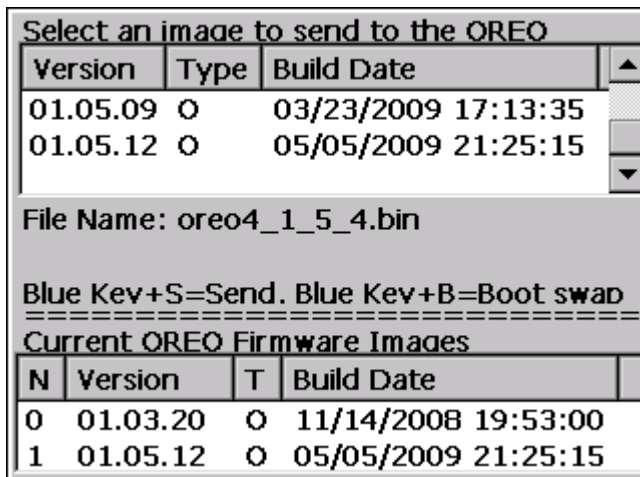 Select an image to send to the OREO
Version Type Build Date
01.05.09 O 03/23/2009 17:13:35
01.05.12 O 05/05/2009 21:25:15
File Name: oreo4_1_5_4.bin
Blue Key+S=Send. Blue Key+B=Boot swap
==================================
Current OREO Firmware Images
N Version T Build Date
0 01.03.20 O 11/14/2008 19:53:00
1 01.05.12 O 05/05/2009 21:25:15